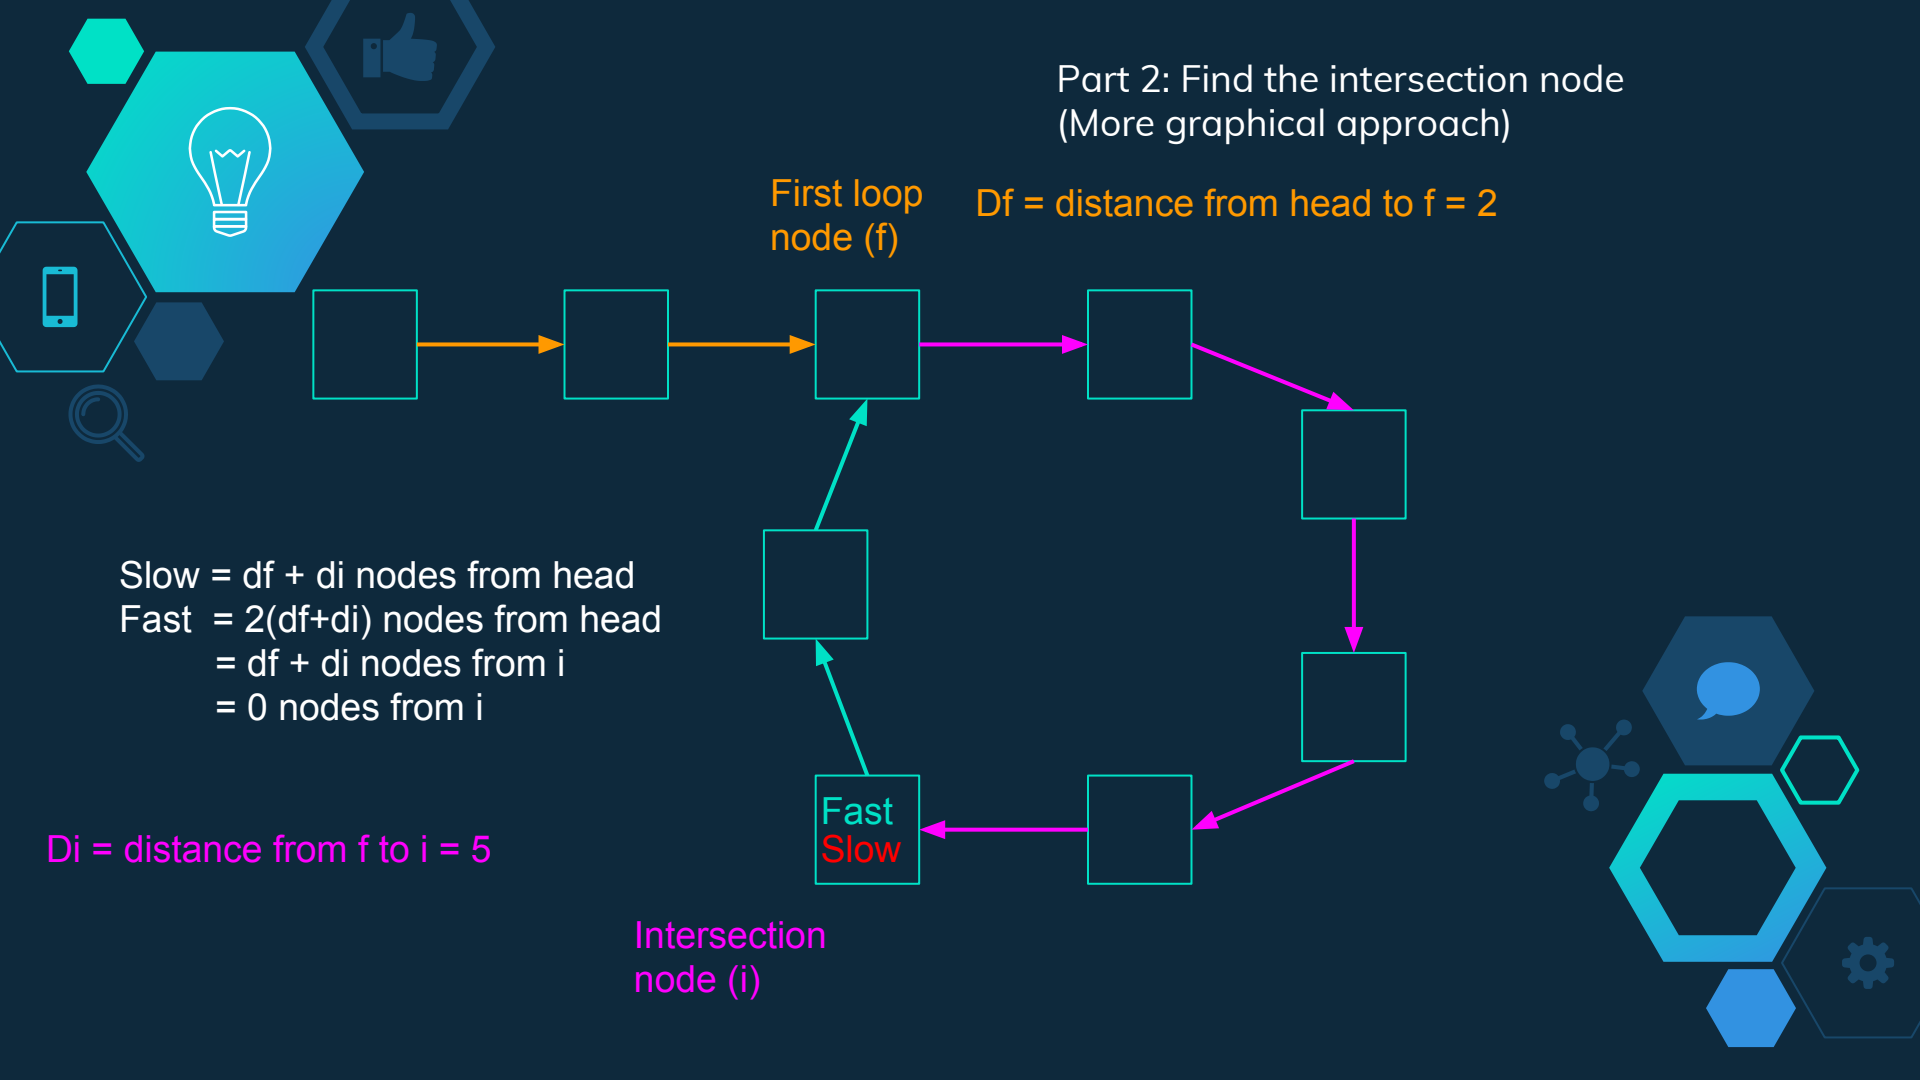 Part 2: Find the intersection node
(More graphical approach)
First loop
node (f)
Df = distance from head to f = 2
Slow = df + di nodes from head
Fast  = 2(df+di) nodes from head
= df + di nodes from i
= 0 nodes from i
Fast
Slow
Di = distance from f to i = 5
Intersection
node (i)